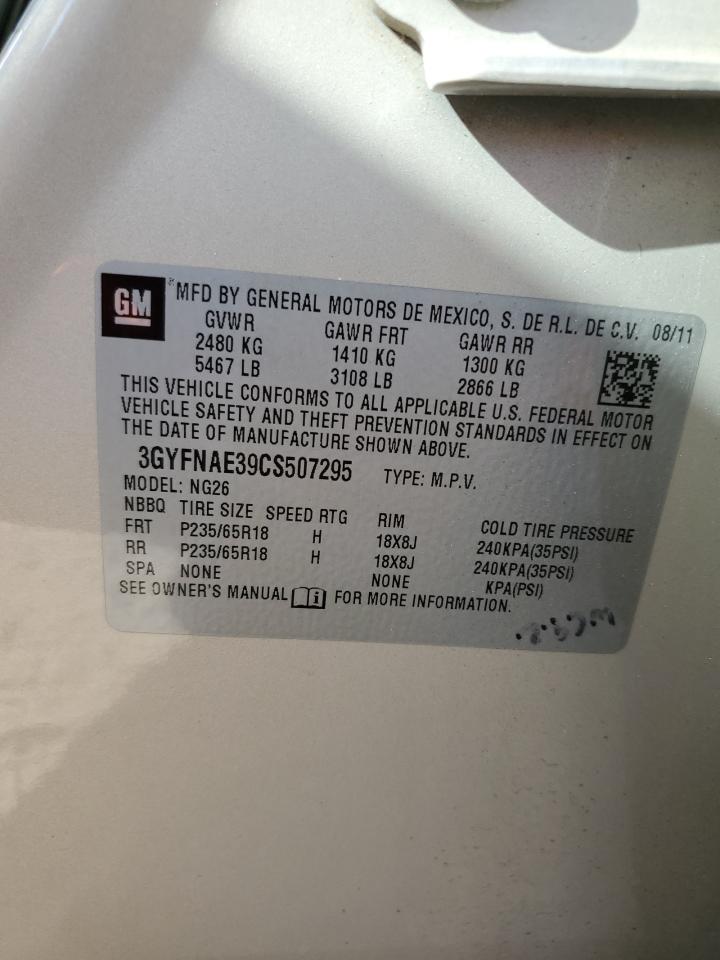 GM
MFD BY GENERAL MOTORS DE MEXICO, S. DE R.L. DE C.V. 08/11
GVWR GAWR FRT GAWR RR
2480 KG 1410 KG 1300 KG
5467 LB 3108 LB 2866 LB
THIS VEHICLE CONFORMS TO ALL APPLICABLE U.S. FEDERAL MOTOR
VEHICLE SAFETY AND THEFT PREVENTION STANDARDS IN EFFECT ON
THE DATE OF MANUFACTURE SHOWN ABOVE.
3GYFNAE39CS507295 TYPE: M.P.V.
MODEL: NG26
NBBQ TIRE SIZE SPEED RTG RIM COLD TIRE PRESSURE
FRT P235/65R18 H 18X8J 240KPA(35PSI)
RR P235/65R18 H 18X8J 240KPA(35PSI)
SPA NONE NONE KPA(PSI)
SEE OWNER'S MANUAL FOR MORE INFORMATION.